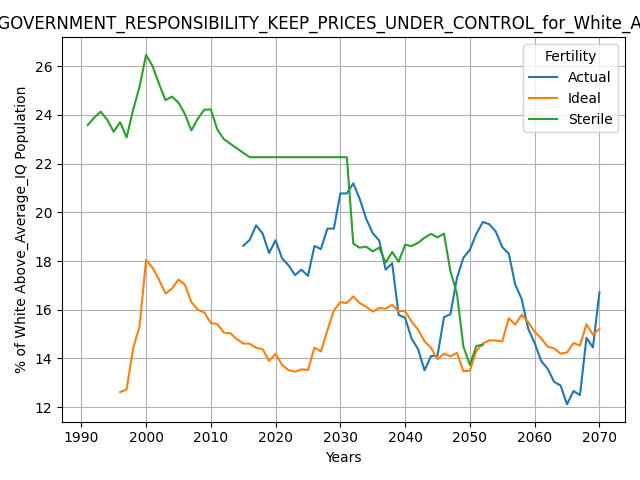 GOVERNMENT_RESPONSIBILITY_KEEP_PRICES_UNDER_CONTROL_for_White_A
Fertility
Actual
Ideal
Sterile
% of White Above_Average_IQ Population
26
24
22
20
18
16
14
12
1990 2000 2010 2020 2030 2040 2050 2060 2070
Years